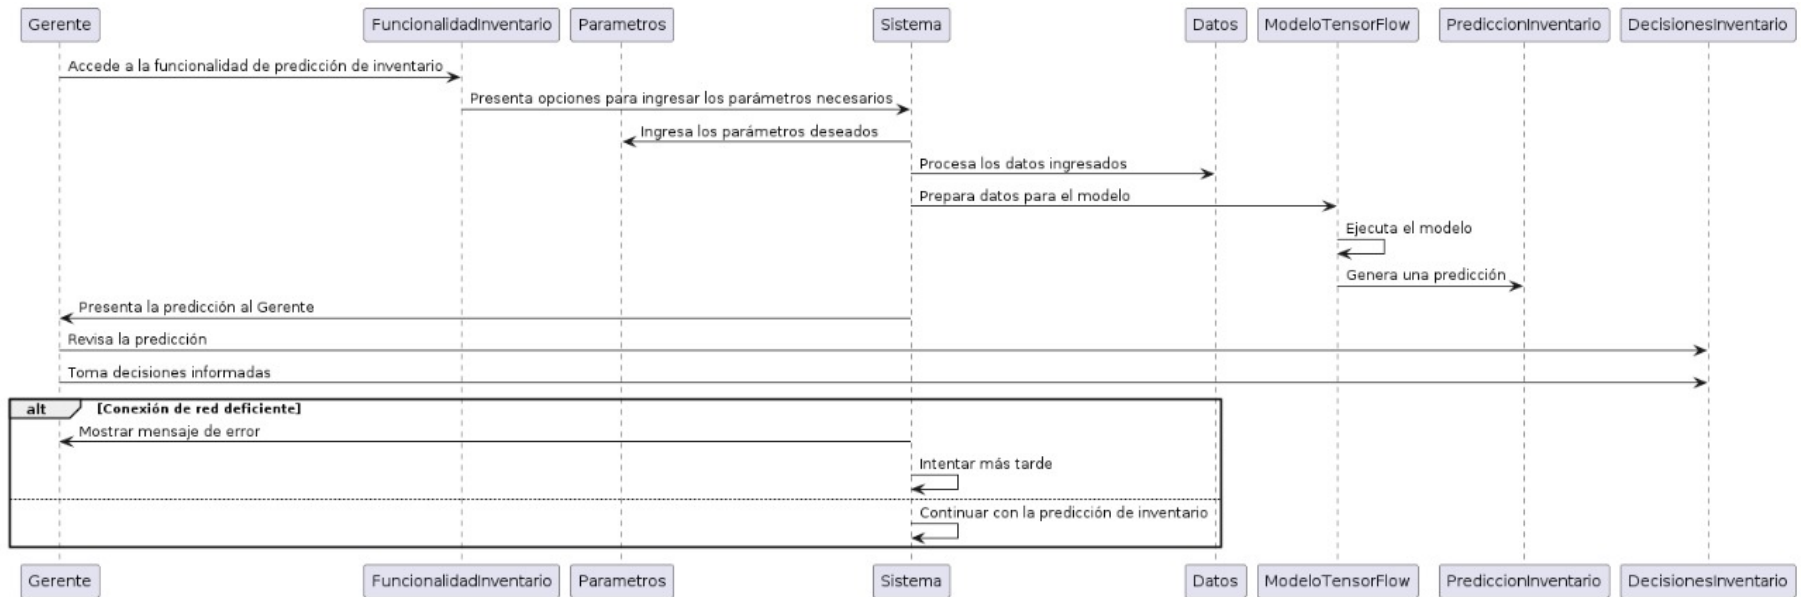 Gerente FuncionalidadInventario Parametros Sistema Datos ModeloTensorFlow PrediccionInventario DecisionesInventario
Accede a la funcionalidad de predicción de inventario
Presenta opciones para ingresar los parámetros necesarios
Ingresa los parámetros deseados
Procesa los datos ingresados
Prepara datos para el modelo
Ejecuta el modelo
Genera una predicción
Presenta la predicción al Gerente
Revisa la predicción
Toma decisiones informadas
alt [Conexión de red deficiente]
Mostrar mensaje de error
Intentar más tarde
Continuar con la predicción de inventario
Gerente FuncionalidadInventario Parametros Sistema Datos ModeloTensorFlow PrediccionInventario DecisionesInventario